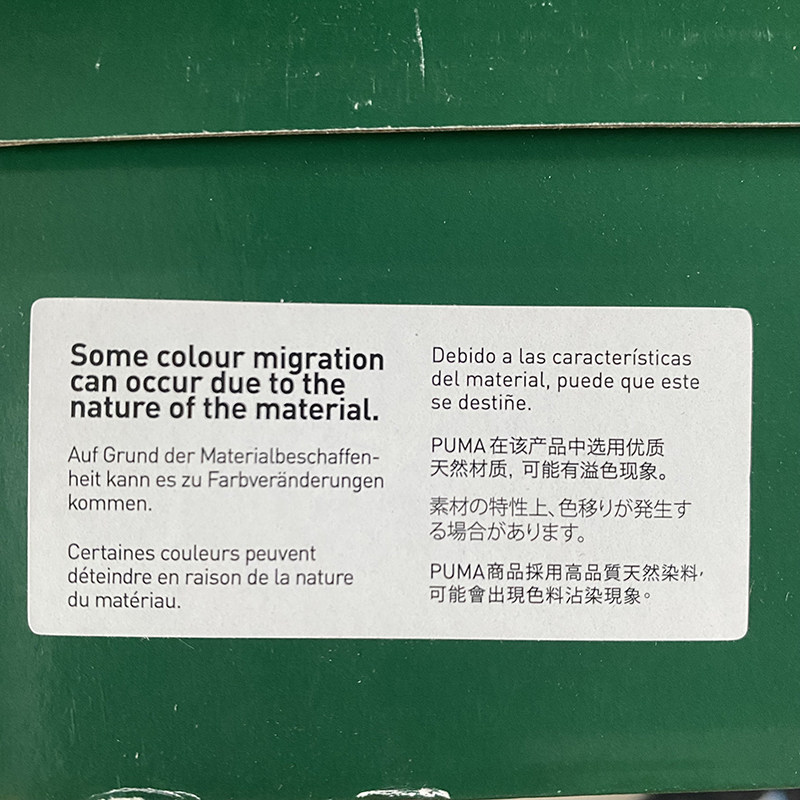 Some colour migration
can occur due to the
nature of the material.
Auf Grund der Materialbeschaffen-
heit kann es zu Farbveränderungen
kommen.
Certaines couleurs peuvent
déteindre en raison de la nature
du matériau.
Debido a las características
del material, puede que este
se destiñe.
PUMA在该产品中选用优质
天然材质，可能有溢色现象。
素材の特性上、色移りが発生す
る場合があります。
PUMA商品採用高品質天然染料，
可能會出現色料沾染現象。